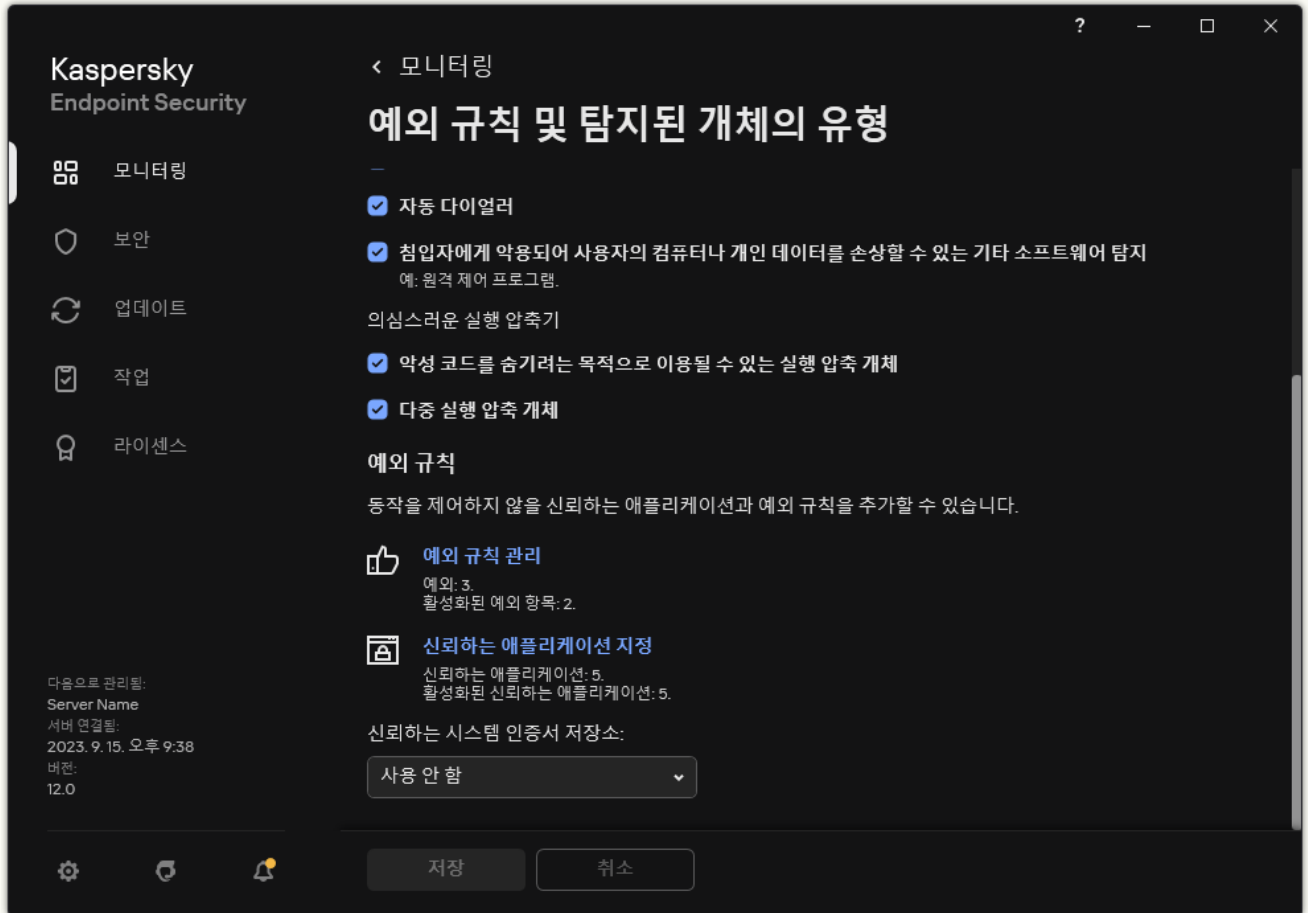 ?
Kaspersky
Endpoint Security
모니터링
보안
업데이트
작업
라이센스
다음으로 관리됨:
Server Name
서버 연결됨:
2023. 9. 15. 오후 9:38
버전:
12.0
모니터링
예외 규칙 및 탐지된 개체의 유형
자동 다이얼러
침입자에게 악용되어 사용자의 컴퓨터나 개인 데이터를 손상할 수 있는 기타 소프트웨어 탐지
예: 원격 제어 프로그램.
의심스러운 실행 압축기
악성 코드를 숨기려는 목적으로 이용될 수 있는 실행 압축 개체
다중 실행 압축 개체
예외 규칙
동작을 제어하지 않을 신뢰하는 애플리케이션과 예외 규칙을 추가할 수 있습니다.
예외 규칙 관리
예외: 3.
활성화된 예외 항목: 2.
신뢰하는 애플리케이션 지정
신뢰하는 애플리케이션: 5.
활성화된 신뢰하는 애플리케이션: 5.
신뢰하는 시스템 인증서 저장소:
사용 안 함
저장
취소